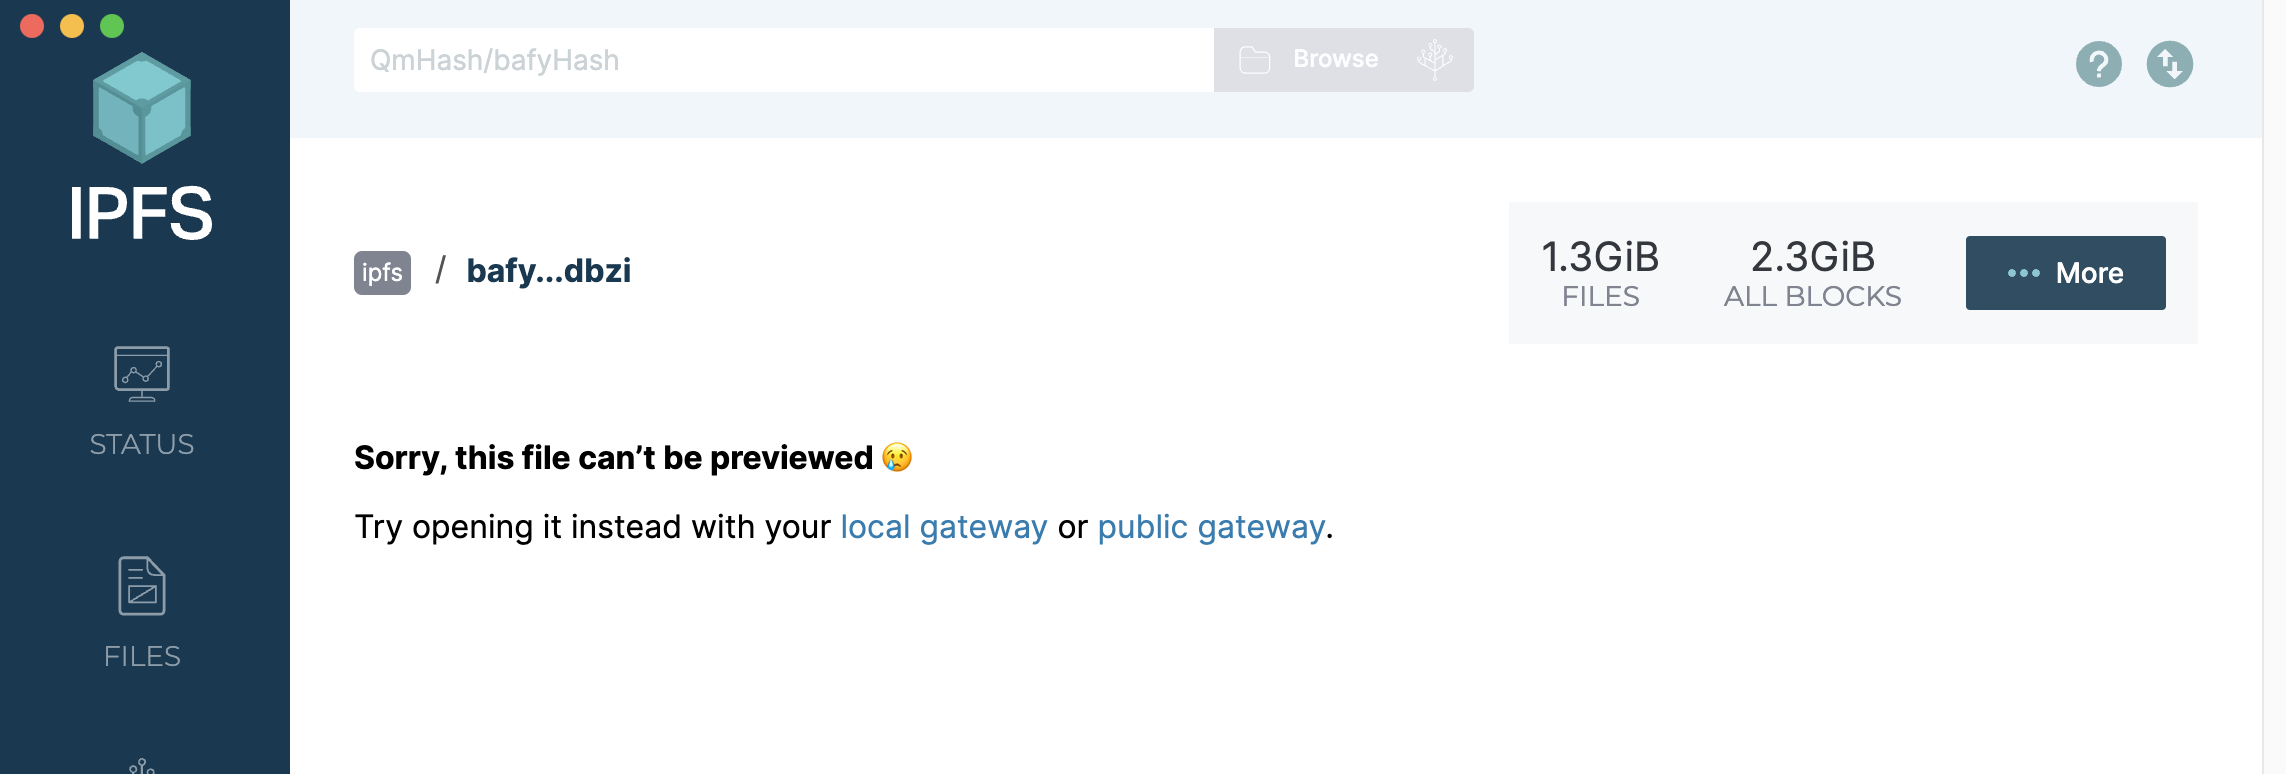 QmHash/bafyHash
Browse
?
IPFS
1.3GiB
FILES
2.3GiB
ALL BLOCKS
••• More
ipfs / bafy...dbzi
STATUS
Sorry, this file can’t be previewed 😢
Try opening it instead with your local gateway or public gateway.
FILES